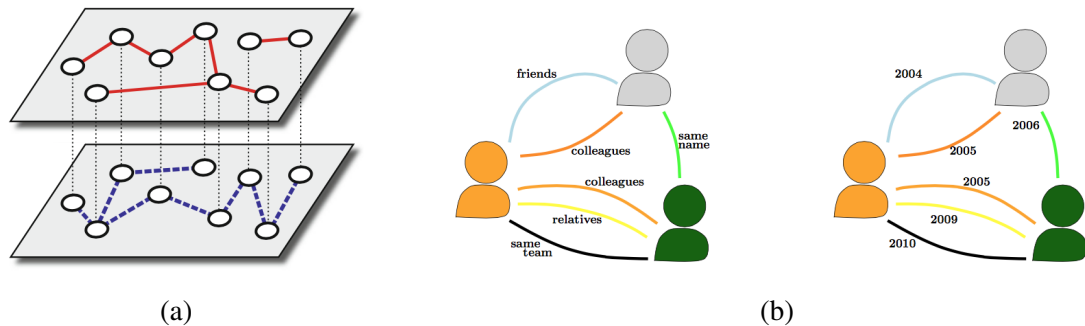 friends
colleagues
same
name
colleagues
relatives
same
team
2004
2006
2005
2005
2009
2010
(a)
(b)